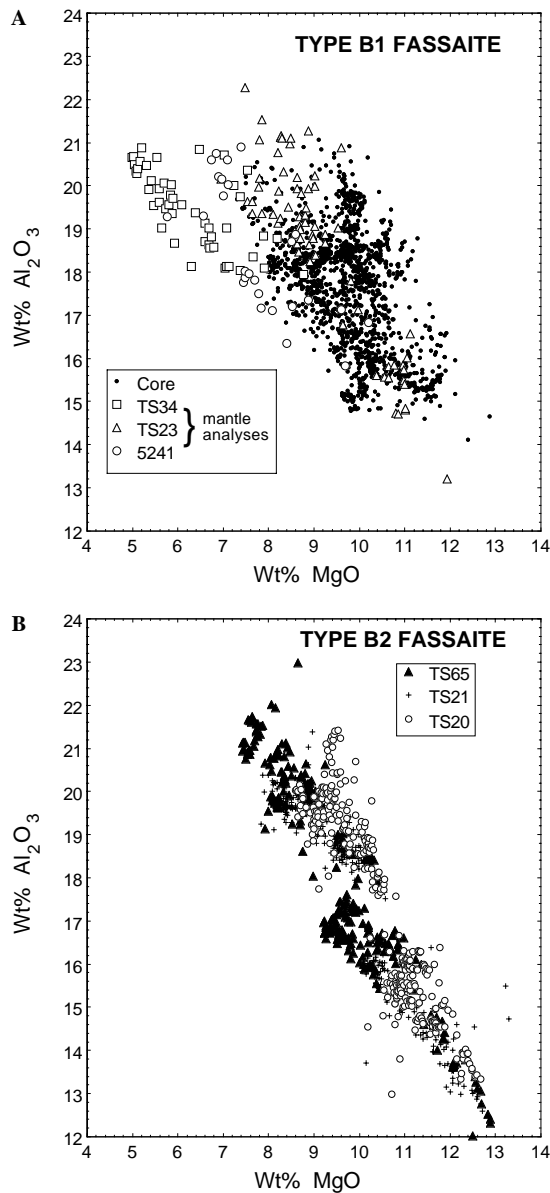 A
TYPE B1 FASSAITE
24
23
22
21
20
19
18
17
16
15
14
13
12
Wt% Al2O3
Core
TS34
TS23
5241
} mantle
analyses
4 5 6 7 8 9 10 11 12 13 14
Wt% MgO
B
TYPE B2 FASSAITE
24
23
22
21
20
19
18
17
16
15
14
13
12
Wt% Al2O3
TS65
TS21
TS20
4 5 6 7 8 9 10 11 12 13 14
Wt% MgO